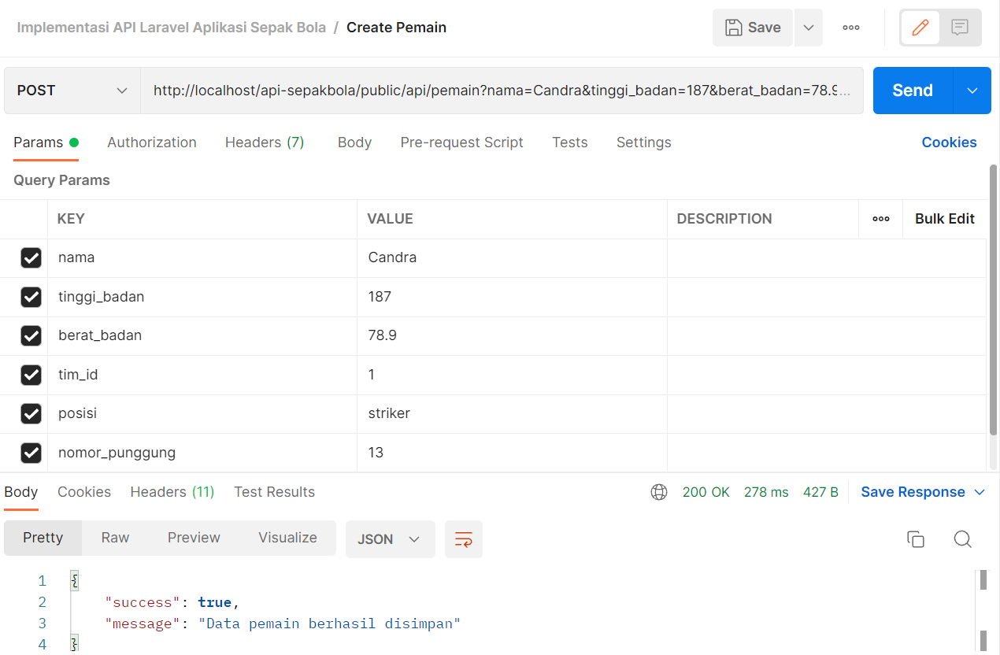 Implementasi API Laravel Aplikasi Sepak Bola / Create Pemain
Save
POST
http://localhost/api-sepakbola/public/api/pemain?nama=Candra&tinggi_badan=187&berat_badan=78.9...
Send
Params Authorization Headers (7) Body Pre-request Script Tests Settings Cookies
Query Params
KEY VALUE DESCRIPTION Bulk Edit
nama Candra
tinggi_badan 187
berat_badan 78.9
tim_id 1
posisi striker
nomor_punggung 13
Body Cookies Headers (11) Test Results 200 OK 278 ms 427 B Save Response
Pretty Raw Preview Visualize JSON
1 {
2 "success": true,
3 "message": "Data pemain berhasil disimpan"
4 }